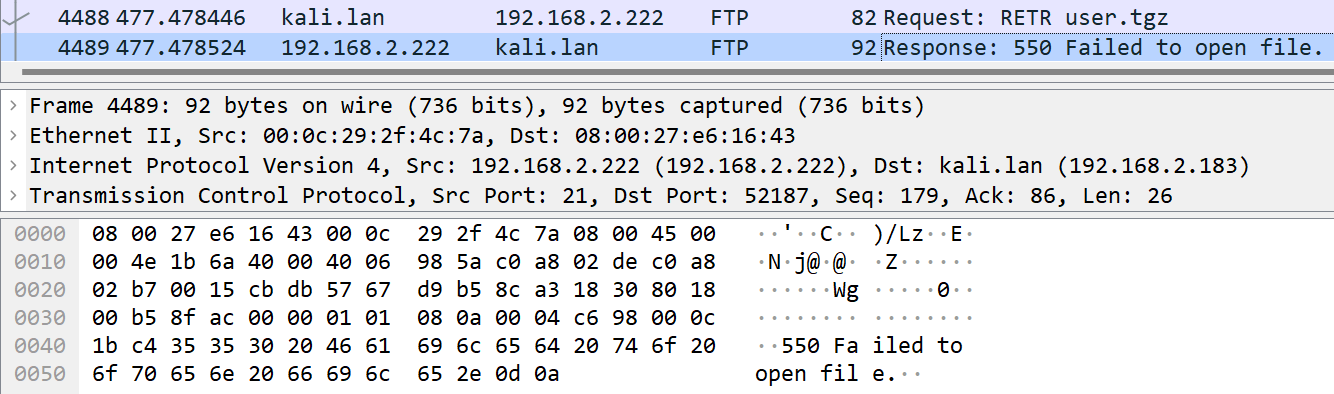 4488 477.478446 kali.lan 192.168.2.222 FTP 82 Request: RETR user.tgz
4489 477.478524 192.168.2.222 kali.lan FTP 92 Response: 550 Failed to open file.
Frame 4489: 92 bytes on wire (736 bits), 92 bytes captured (736 bits)
Ethernet II, Src: 00:0c:29:2f:4c:7a, Dst: 08:00:27:e6:16:43
Internet Protocol Version 4, Src: 192.168.2.222 (192.168.2.222), Dst: kali.lan (192.168.2.183)
Transmission Control Protocol, Src Port: 21, Dst Port: 52187, Seq: 179, Ack: 86, Len: 26
0000 08 00 27 e6 16 43 00 0c 29 2f 4c 7a 08 00 45 00 ··'··C·· )/Lz··E·
0010 00 4e 1b 6a 40 00 40 06 98 5a c0 a8 02 de c0 a8 ·N·j@·@· ·Z······
0020 02 b7 00 15 cb db 57 67 d9 b5 8c a3 18 30 80 18 ······Wg ·····0··
0030 00 b5 8f ac 00 00 01 01 08 0a 00 04 c6 98 00 0c ········ ········
0040 1b c4 35 35 30 20 46 61 69 6c 65 64 20 74 6f 20 ··550 Fa iled to
0050 6f 70 65 6e 20 66 69 6c 65 2e 0d 0a open fil e.··